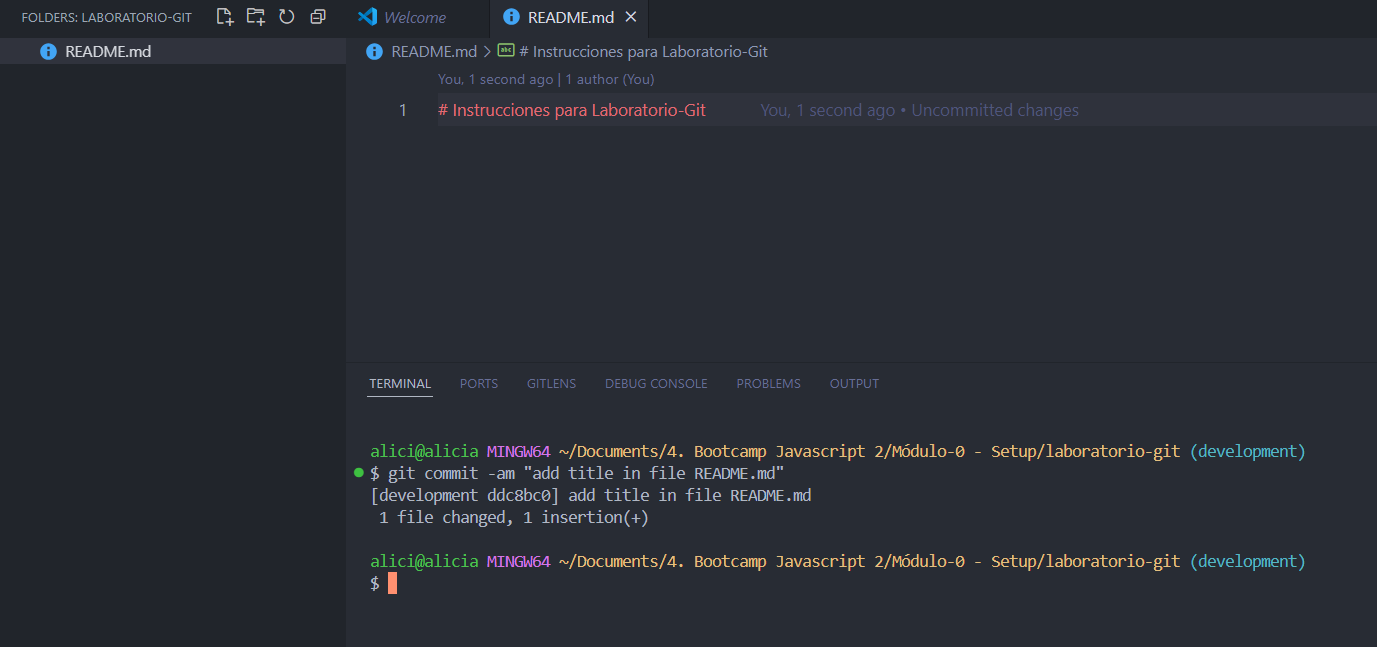 FOLDERS: LABORATORIO-GIT
README.md
Welcome
README.md
README.md > # Instrucciones para Laboratorio-Git
You, 1 second ago | 1 author (You)
1 # Instrucciones para Laboratorio-Git You, 1 second ago • Uncommitted changes
TERMINAL PORTS GITLENS DEBUG CONSOLE PROBLEMS OUTPUT
alici@alicia MINGW64 ~/Documents/4. Bootcamp Javascript 2/Módulo-0 - Setup/laboratorio-git (development)
$ git commit -am "add title in file README.md"
[development ddc8bc0] add title in file README.md
 1 file changed, 1 insertion(+)
alici@alicia MINGW64 ~/Documents/4. Bootcamp Javascript 2/Módulo-0 - Setup/laboratorio-git (development)
$